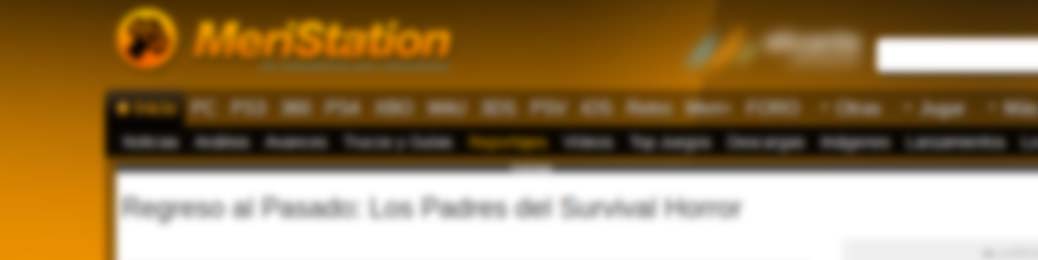 MeriStation
Inicio PC PS3 360 PS4 XBO WiiU 3DS PSV iOS Retro Meri+ FORO Otras Jugar Más
Noticias Análisis Avances Trucos y Guías Reportajes Vídeos Top Juegos Descargas Imágenes Lanzamientos
Regreso al Pasado: Los Padres del Survival Horror